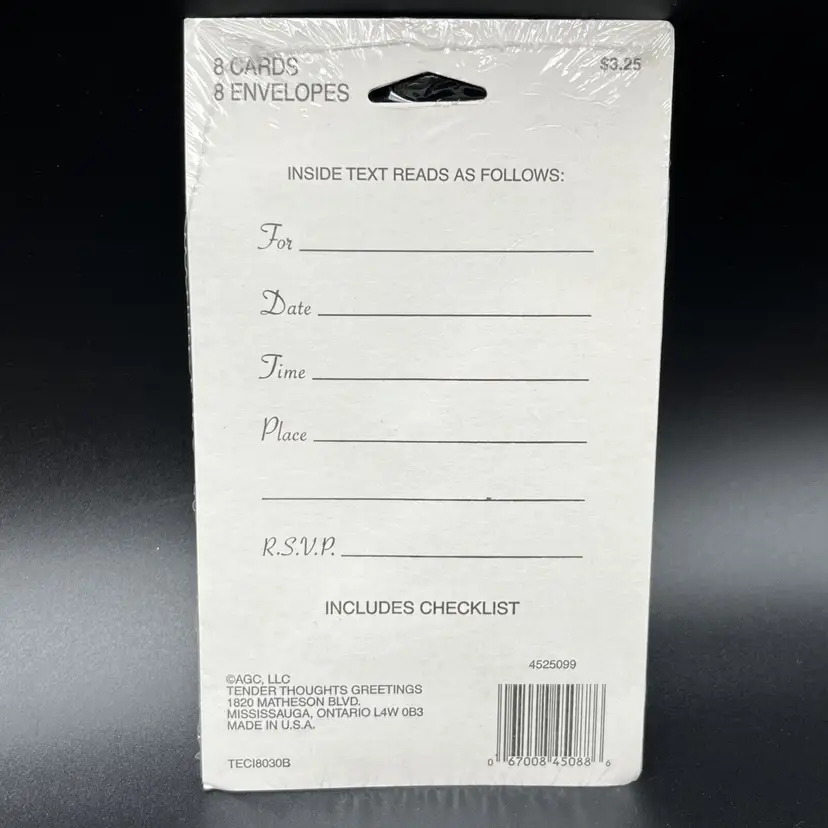 8 CARDS
8 ENVELOPES
$3.25
INSIDE TEXT READS AS FOLLOWS:
For
Date
Time
Place
R.S.V.P.
INCLUDES CHECKLIST
4525099
©AGC, LLC
TENDER THOUGHTS GREETINGS
1820 MATHESON BLVD.
MISSISSAUGA, ONTARIO L4W 0B3
MADE IN U.S.A.
TECI8030B
0 67008 45088 6